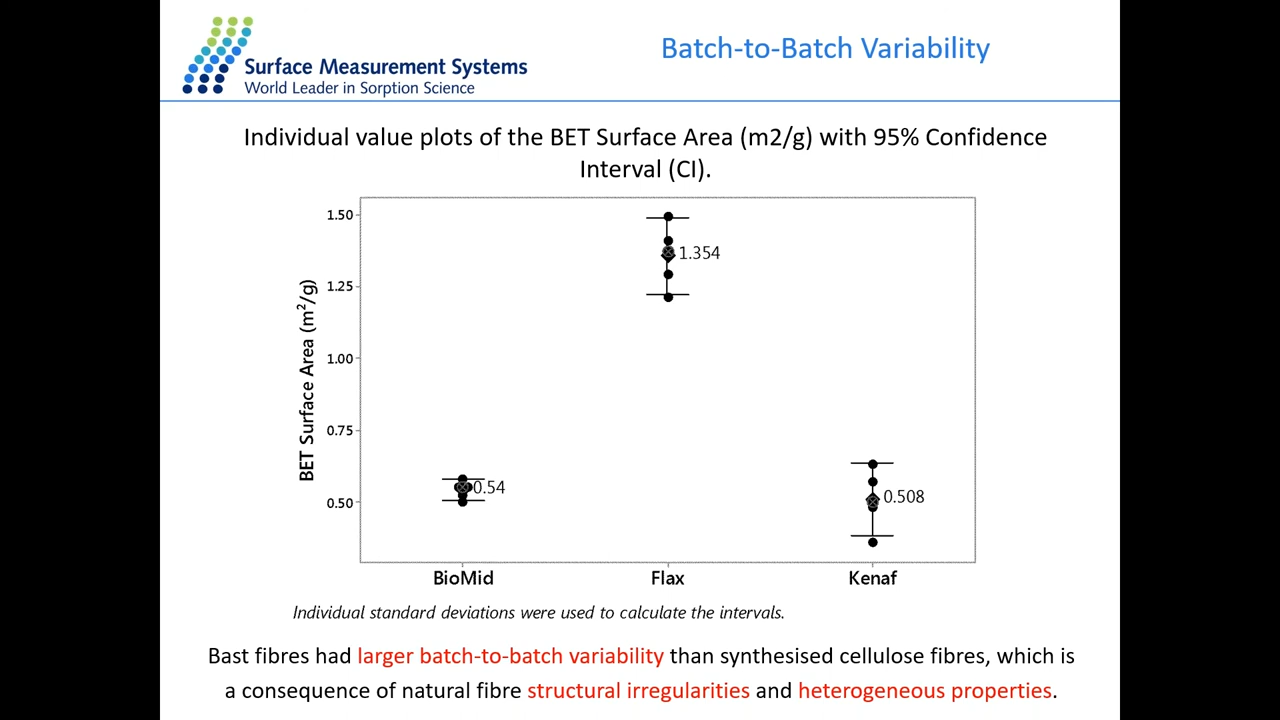 Surface Measurement Systems
World Leader in Sorption Science
Batch-to-Batch Variability
Individual value plots of the BET Surface Area (m2/g) with 95% Confidence
Interval (CI).
BET Surface Area (m²/g)
1.50
1.25
1.00
0.75
0.50
0.54
1.354
0.508
BioMid
Flax
Kenaf
Individual standard deviations were used to calculate the intervals.
Bast fibres had larger batch-to-batch variability than synthesised cellulose fibres, which is
a consequence of natural fibre structural irregularities and heterogeneous properties.